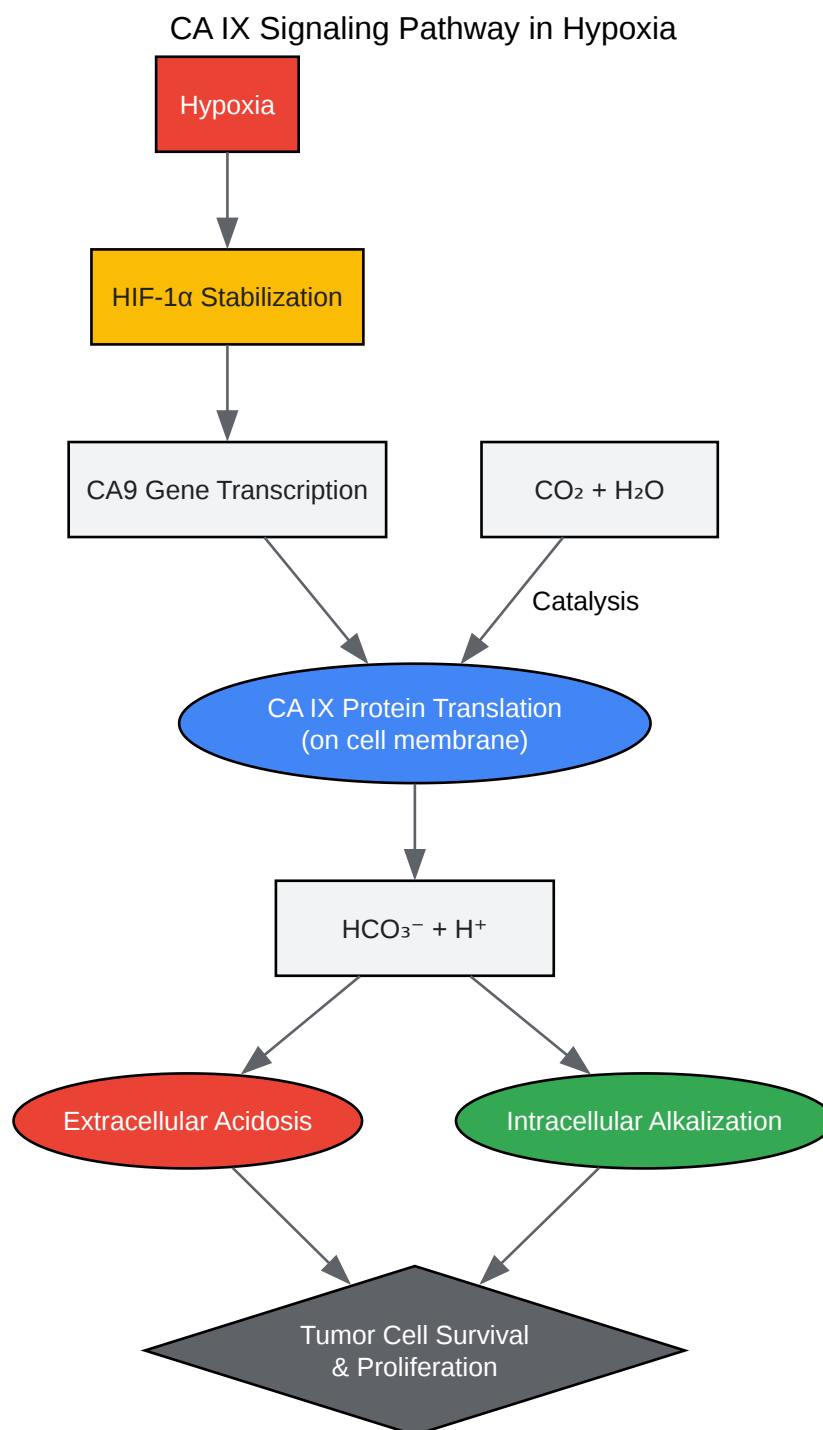 CA IX Signaling Pathway in Hypoxia
Hypoxia
HIF-1α Stabilization
CA9 Gene Transcription
CO₂ + H₂O
Catalysis
CA IX Protein Translation
(on cell membrane)
HCO₃⁻ + H⁺
Extracellular Acidosis
Intracellular Alkalization
Tumor Cell Survival
& Proliferation